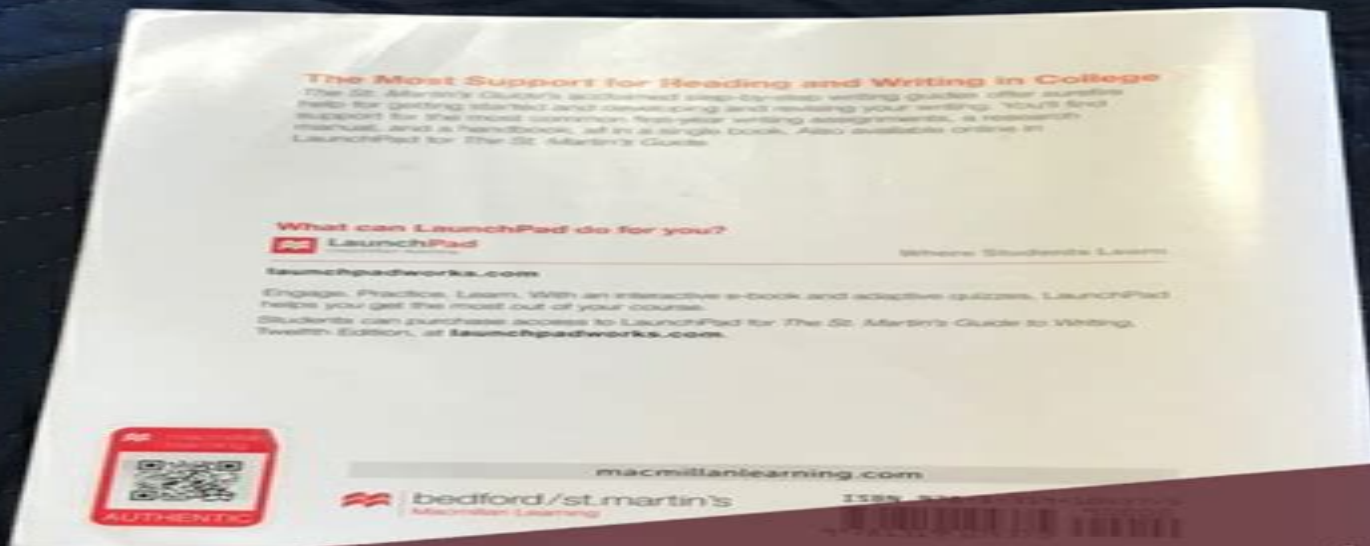 The Most Support for Reading and Writing in College
The St. Martin's Guide's acclaimed step-by-step writing guides offer surefire
help for getting started and developing and revising your writing. You'll find
support for the most common first-year writing assignments, a research
manual, and a handbook, all in a single book. Also available online in
LaunchPad for The St. Martin's Guide.
What can LaunchPad do for you?
LaunchPad
Where Students Learn
launchpadworks.com
Engage. Practice. Learn. With an interactive e-book and adaptive quizzes, LaunchPad
helps you get the most out of your course.
Students can purchase access to LaunchPad for The St. Martin's Guide to Writing,
Twelfth Edition, at launchpadworks.com.
AUTHENTIC
macmillanlearning.com
bedford/st.martin's
Macmillan Learning
ISBN